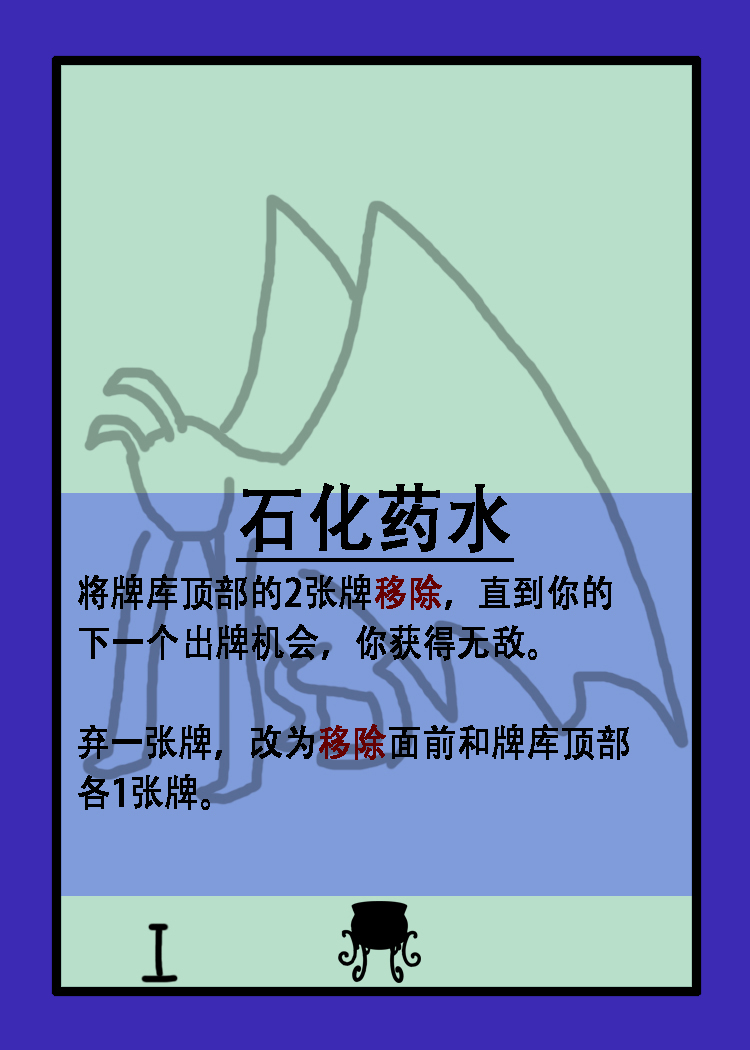 石化药水
将牌库顶部的2张牌移除，直到你的
下一个出牌机会，你获得无敌。
弃一张牌，改为移除面前和牌库顶部
各1张牌。
I